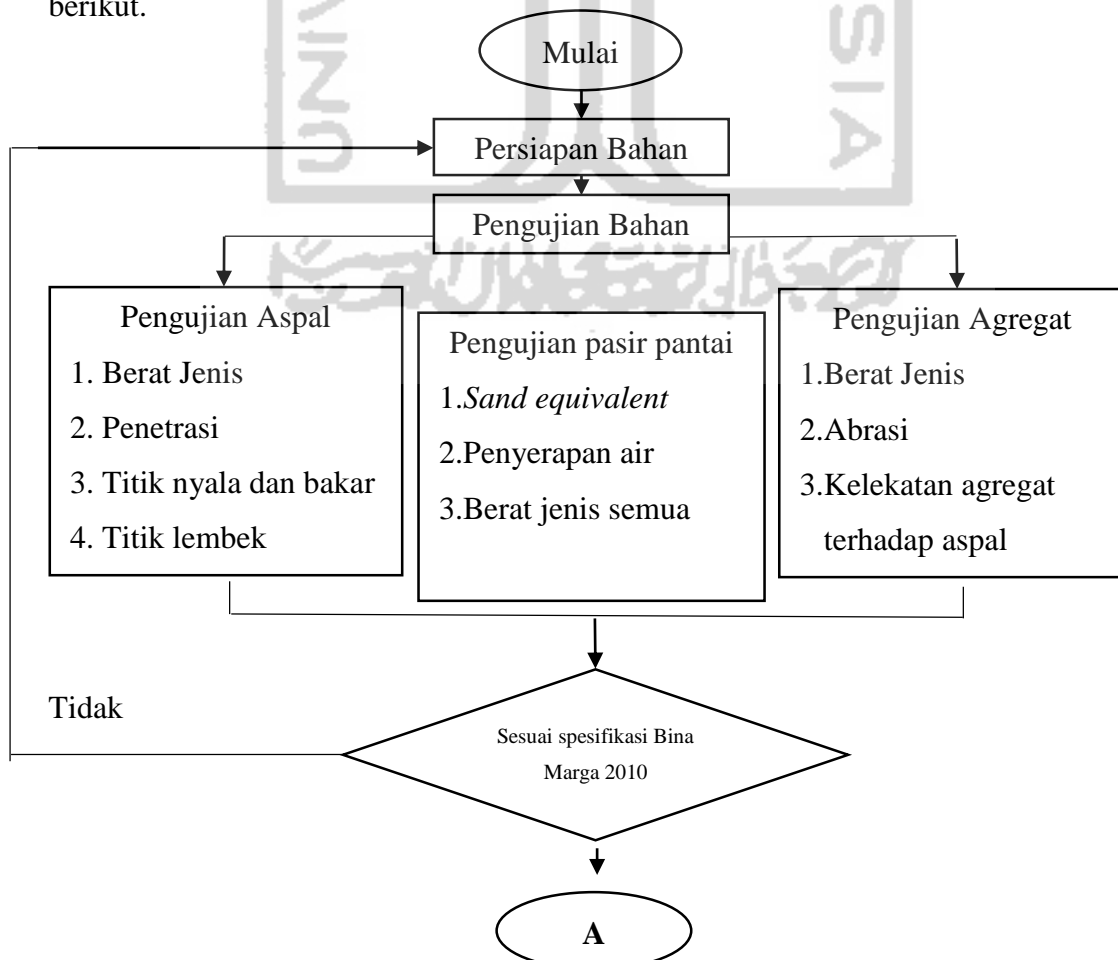 berikut.
Mulai
Persiapan Bahan
Pengujian Bahan
Pengujian Aspal
1. Berat Jenis
2. Penetrasi
3. Titik nyala dan bakar
4. Titik lembek
Pengujian pasir pantai
1.Sand equivalent
2.Penyerapan air
3.Berat jenis semua
Pengujian Agregat
1.Berat Jenis
2.Abrasi
3.Kelekatan agregat
terhadap aspal
Tidak
Sesuai spesifikasi Bina
Marga 2010
A